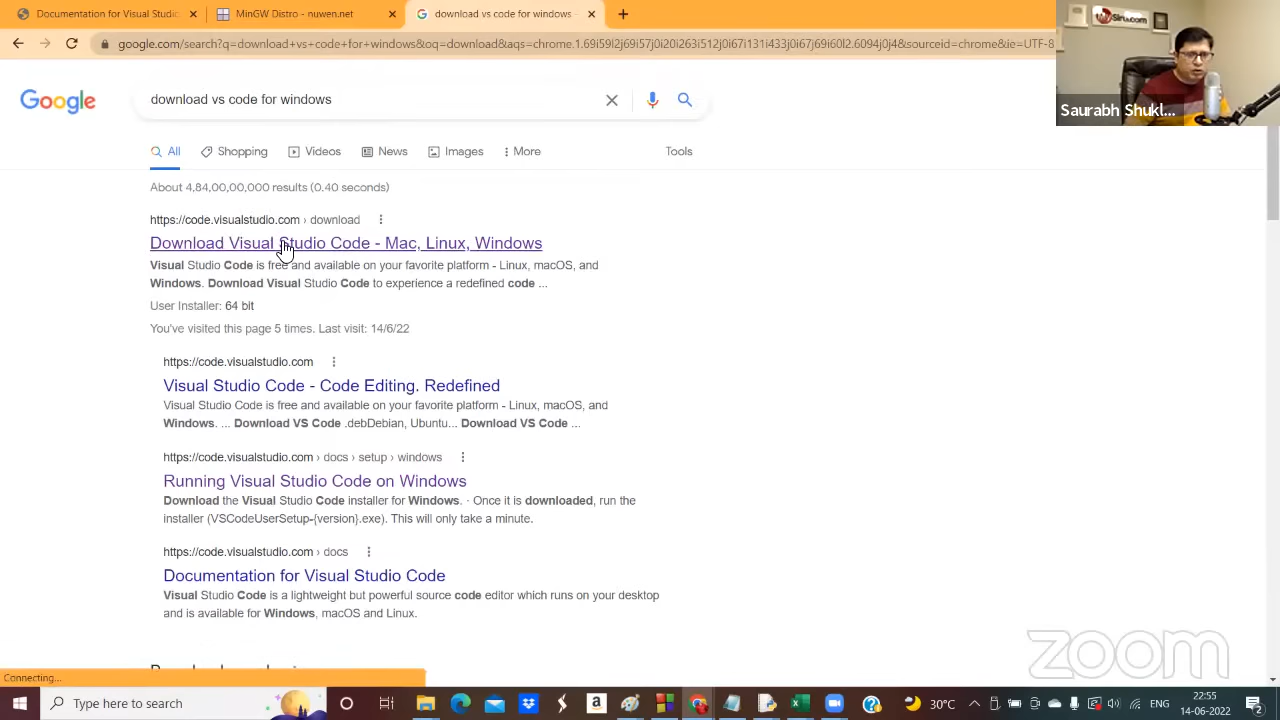 Documentation for Visual Studio C
MinGW Distro - nuwen.net
download vs code for windows -
google.com/search?q=download+vs+code+for+windows&oq=download+vs+code+for+windows&aqs=chrome.1.69i59j0i263i57j0i263i512j0i67j0i131i433j0i67j69i60l2.6094j0j4&sourceid=chrome&ie=UTF-8
Google
download vs code for windows
WhySiru.com
Saurabh Shukl...
All
Shopping
Videos
News
Images
More
Tools
About 4,84,00,00,000 results (0.40 seconds)
https://code.visualstudio.com › download
Download Visual Studio Code - Mac, Linux, Windows
Visual Studio Code is free and available on your favorite platform - Linux, macOS, and
Windows. Download Visual Studio Code to experience a redefined code ...
User Installer: 64 bit
You've visited this page 5 times. Last visit: 14/6/22
https://code.visualstudio.com
Visual Studio Code - Code Editing. Redefined
Visual Studio Code is free and available on your favorite platform - Linux, macOS, and
Windows. ... Download VS Code .debDebian, Ubuntu... Download VS Code ...
https://code.visualstudio.com › docs › setup › windows
Running Visual Studio Code on Windows
Download the Visual Studio Code installer for Windows. · Once it is downloaded, run the
installer (VSCodeUserSetup-{version}.exe). This will only take a minute.
https://code.visualstudio.com › docs
Documentation for Visual Studio Code
Visual Studio Code is a lightweight but powerful source code editor which runs on your desktop
and is available for Windows, macOS and Linux.
zoom
Connecting...
Type here to search
30°C
ENG
22:55
14-06-2022
2